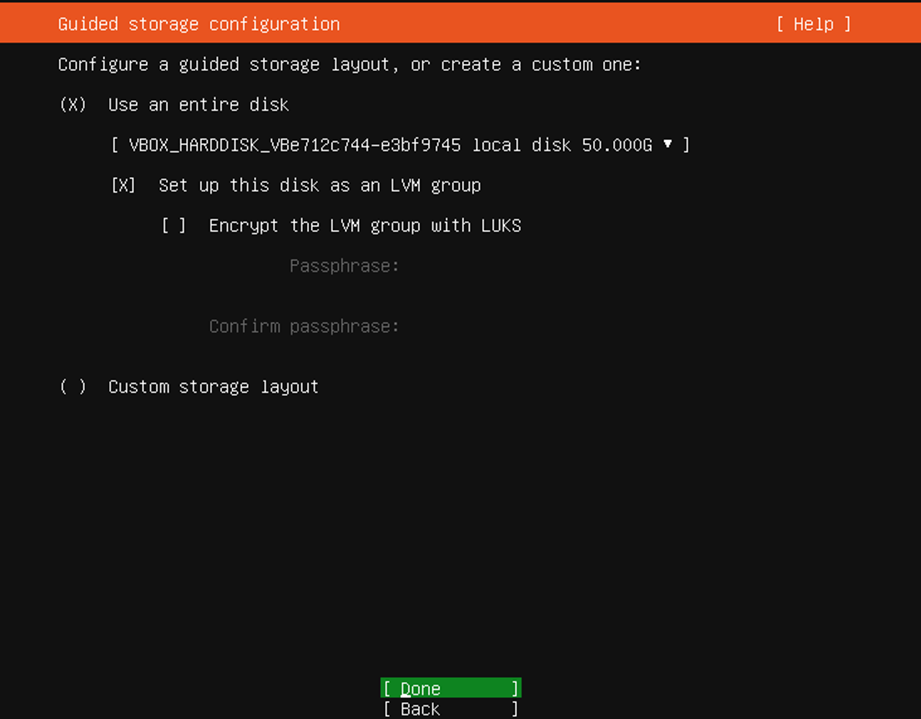 Guided storage configuration [ Help ]
Configure a guided storage layout, or create a custom one:
(X) Use an entire disk
[ VBOX_HARDDISK_VBe712c744-e3bf9745 local disk 50.000G ▼ ]
[X] Set up this disk as an LVM group
[ ] Encrypt the LVM group with LUKS
Passphrase:
Confirm passphrase:
( ) Custom storage layout
[ Done ]
[ Back ]